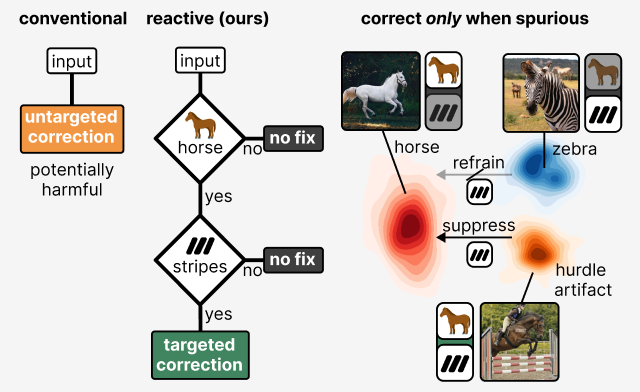 conventional
reactive (ours)
correct only when spurious
input
untargeted
correction
potentially
harmful
input
horse
no
no fix
yes
stripes
no
no fix
yes
targeted
correction
horse
zebra
refrain
suppress
hurdle
artifact